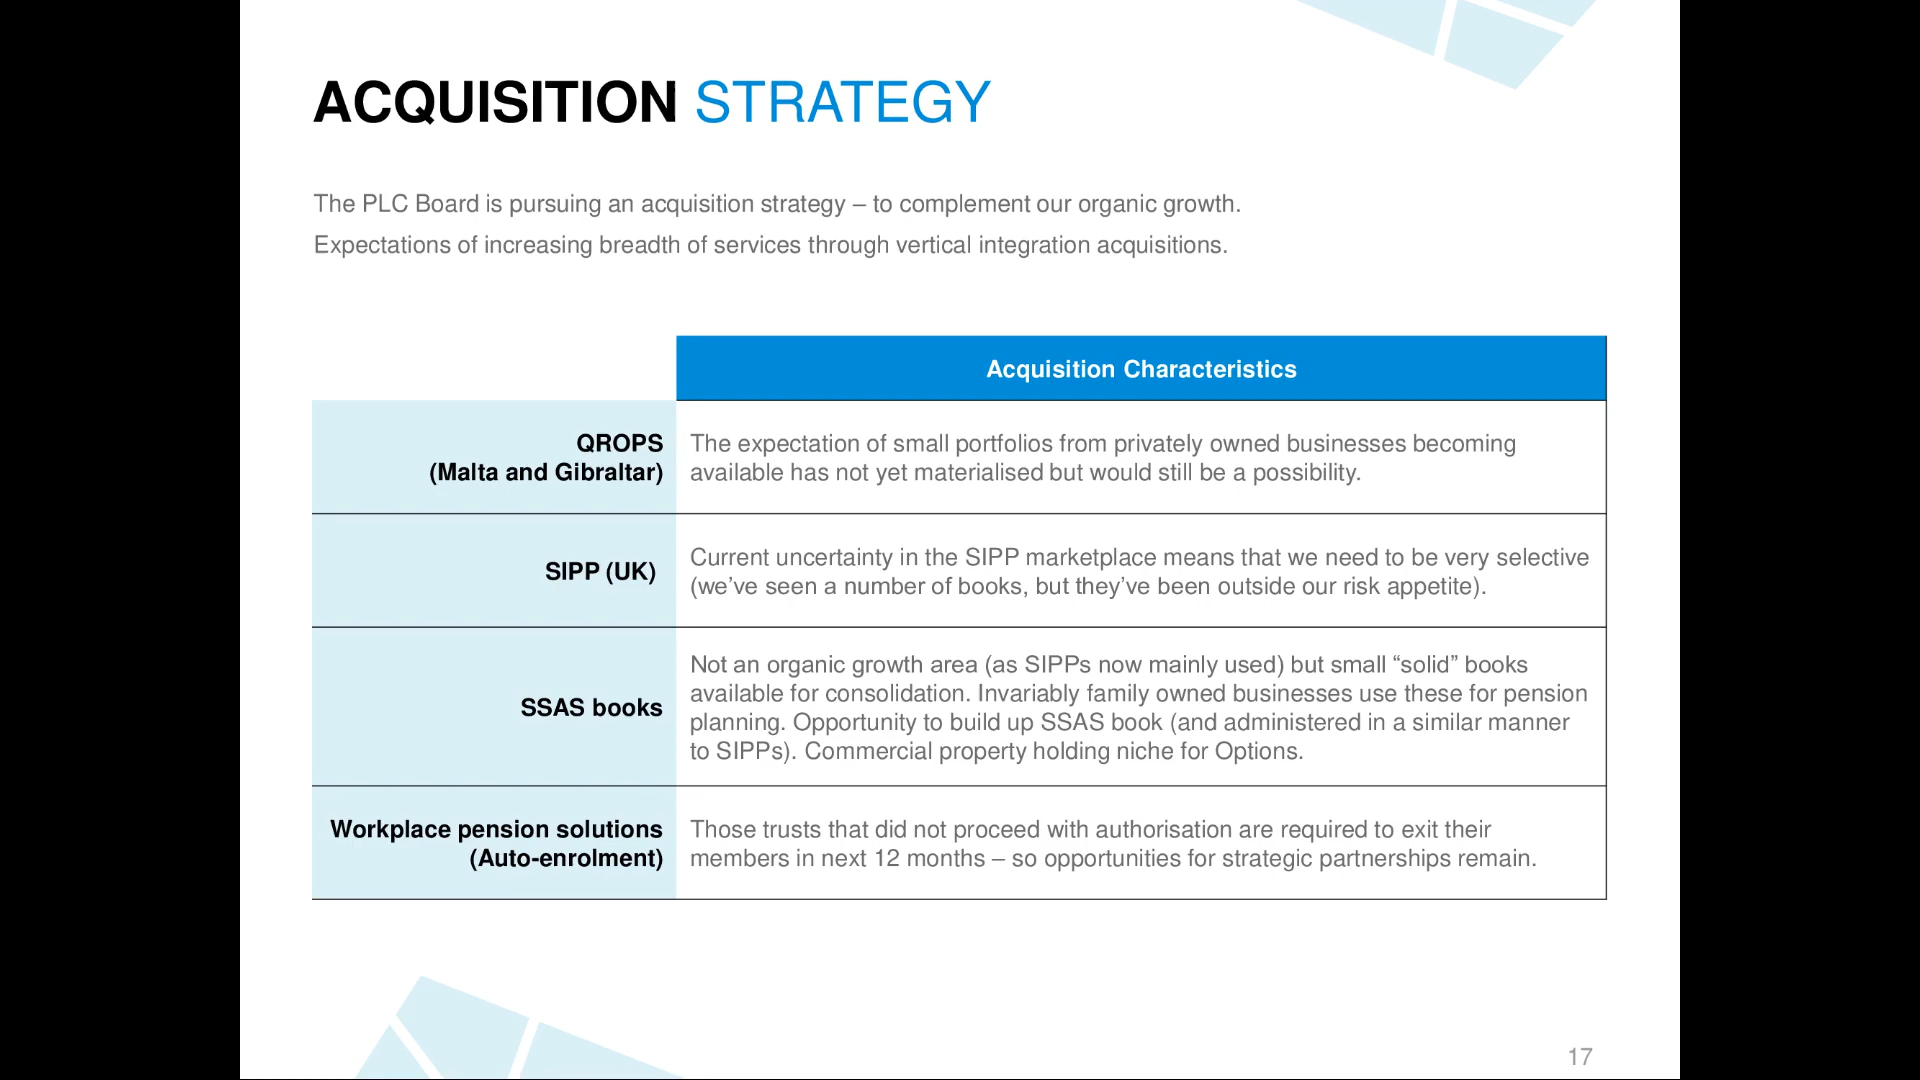 ACQUISITION STRATEGY
The PLC Board is pursuing an acquisition strategy – to complement our organic growth.
Expectations of increasing breadth of services through vertical integration acquisitions.
Acquisition Characteristics
QROPS
(Malta and Gibraltar)
The expectation of small portfolios from privately owned businesses becoming
available has not yet materialised but would still be a possibility.
SIPP (UK)
Current uncertainty in the SIPP marketplace means that we need to be very selective
(we’ve seen a number of books, but they’ve been outside our risk appetite).
SSAS books
Not an organic growth area (as SIPPs now mainly used) but small “solid” books
available for consolidation. Invariably family owned businesses use these for pension
planning. Opportunity to build up SSAS book (and administered in a similar manner
to SIPPs). Commercial property holding niche for Options.
Workplace pension solutions
(Auto-enrolment)
Those trusts that did not proceed with authorisation are required to exit their
members in next 12 months – so opportunities for strategic partnerships remain.
17